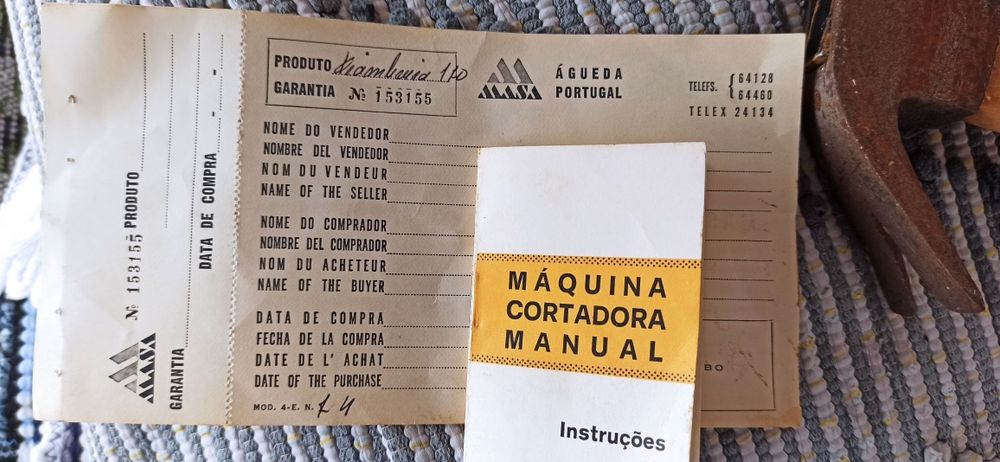 PRODUTO
GARANTIA Nº 153155
MASA
ÁGUEDA
PORTUGAL
TELEFS. { 64128
64460
TELEX 24134
NOME DO VENDEDOR
NOMBRE DEL VENDEDOR
NOM DU VENDEUR
NAME OF THE SELLER
NOME DO COMPRADOR
NOMBRE DEL COMPRADOR
NOM DU ACHETEUR
NAME OF THE BUYER
DATA DE COMPRA
FECHA DE LA COMPRA
DATE DE L' ACHAT
DATE OF THE PURCHASE
MOD. 4-E. N.
MASA
GARANTIA
Nº 153155 PRODUTO
DATA DE COMPRA
MÁQUINA
CORTADORA
MANUAL
Instruções